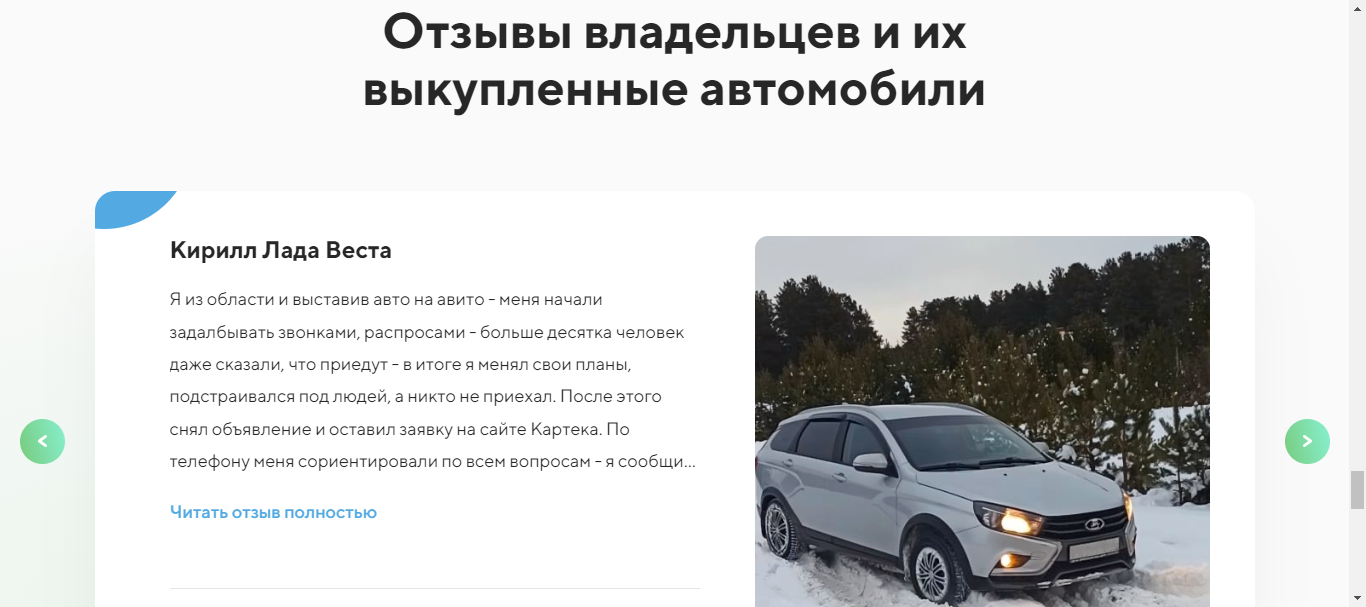 Отзывы владельцев и их
выкупленные автомобили
Кирилл Лада Веста
Я из области и выставив авто на авито - меня начали
задалбывать звонками, распросами - больше десятка человек
даже сказали, что приедут - в итоге я менял свои планы,
подстраивался под людей, а никто не приехал. После этого
снял объявление и оставил заявку на сайте Картека. По
телефону меня сориентировали по всем вопросам - я сообщи...
Читать отзыв полностью